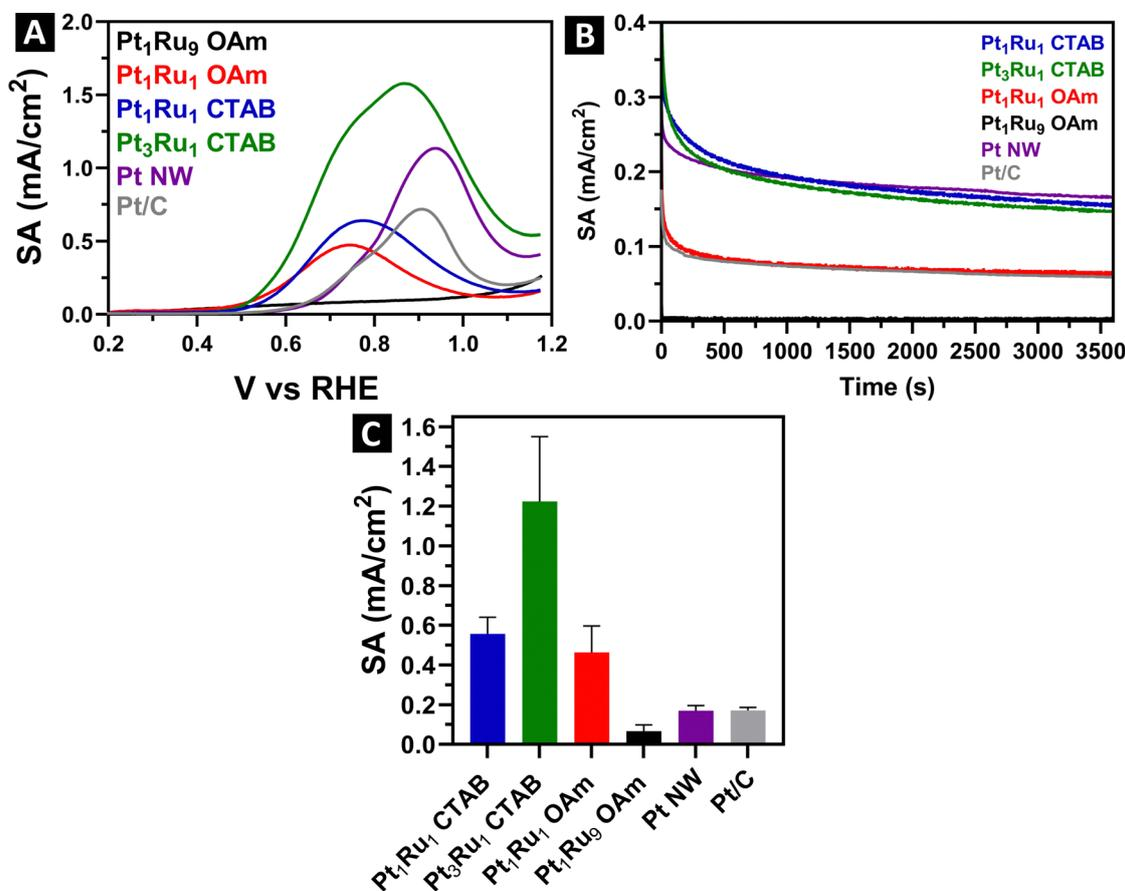 A
SA (mA/cm²)
2.0
1.5
1.0
0.5
0.0
Pt₁Ru₉ OAm
Pt₁Ru₁ OAm
Pt₁Ru₁ CTAB
Pt₃Ru₁ CTAB
Pt NW
Pt/C
0.2 0.4 0.6 0.8 1.0 1.2
V vs RHE
B
SA (mA/cm²)
0.4
0.3
0.2
0.1
0.0
Pt₁Ru₁ CTAB
Pt₃Ru₁ CTAB
Pt₁Ru₁ OAm
Pt₁Ru₉ OAm
Pt NW
Pt/C
0 500 1000 1500 2000 2500 3000 3500
Time (s)
C
SA (mA/cm²)
1.6
1.4
1.2
1.0
0.8
0.6
0.4
0.2
0.0
Pt₁Ru₁ CTAB
Pt₃Ru₁ CTAB
Pt₁Ru₁ OAm
Pt₁Ru₉ OAm
Pt NW
Pt/C